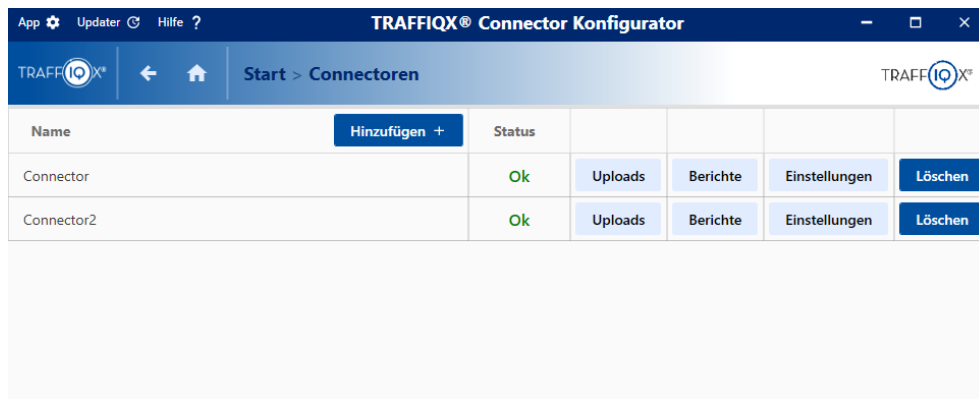 App Updater Hilfe ? TRAFFIQX® Connector Konfigurator
TRAFFIQX® Start > Connectoren TRAFFIQX®
Name Hinzufügen + Status
Connector Ok Uploads Berichte Einstellungen Löschen
Connector2 Ok Uploads Berichte Einstellungen Löschen